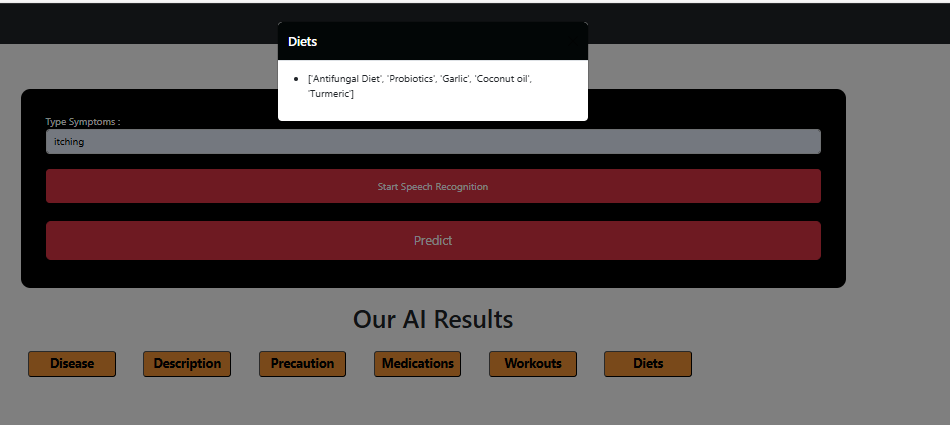 Diets
['Antifungal Diet', 'Probiotics', 'Garlic', 'Coconut oil',
'Turmeric']
Type Symptoms :
itching
Start Speech Recognition
Predict
Our AI Results
Disease
Description
Precaution
Medications
Workouts
Diets